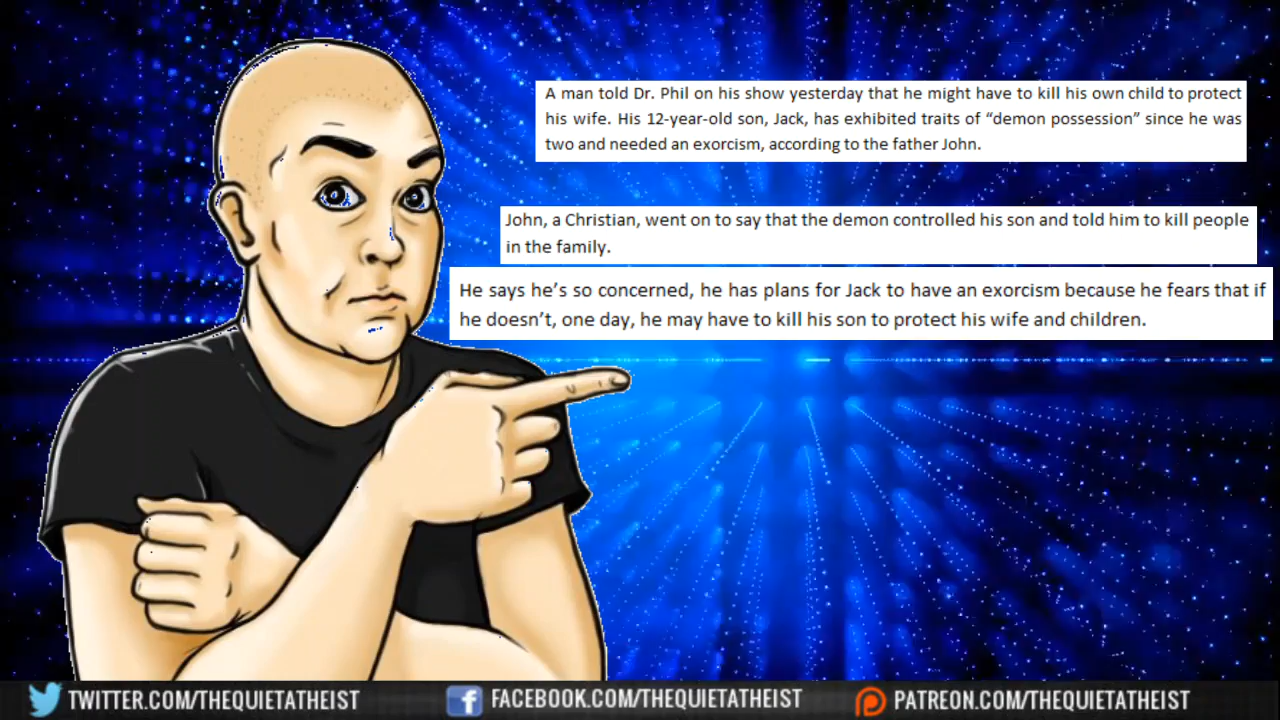 A man told Dr. Phil on his show yesterday that he might have to kill his own child to protect
his wife. His 12-year-old son, Jack, has exhibited traits of “demon possession” since he was
two and needed an exorcism, according to the father John.
John, a Christian, went on to say that the demon controlled his son and told him to kill people
in the family.
He says he’s so concerned, he has plans for Jack to have an exorcism because he fears that if
he doesn’t, one day, he may have to kill his son to protect his wife and children.
TWITTER.COM/THEQUIETATHEIST
FACEBOOK.COM/THEQUIETATHEIST
PATREON.COM/THEQUIETATHEIST